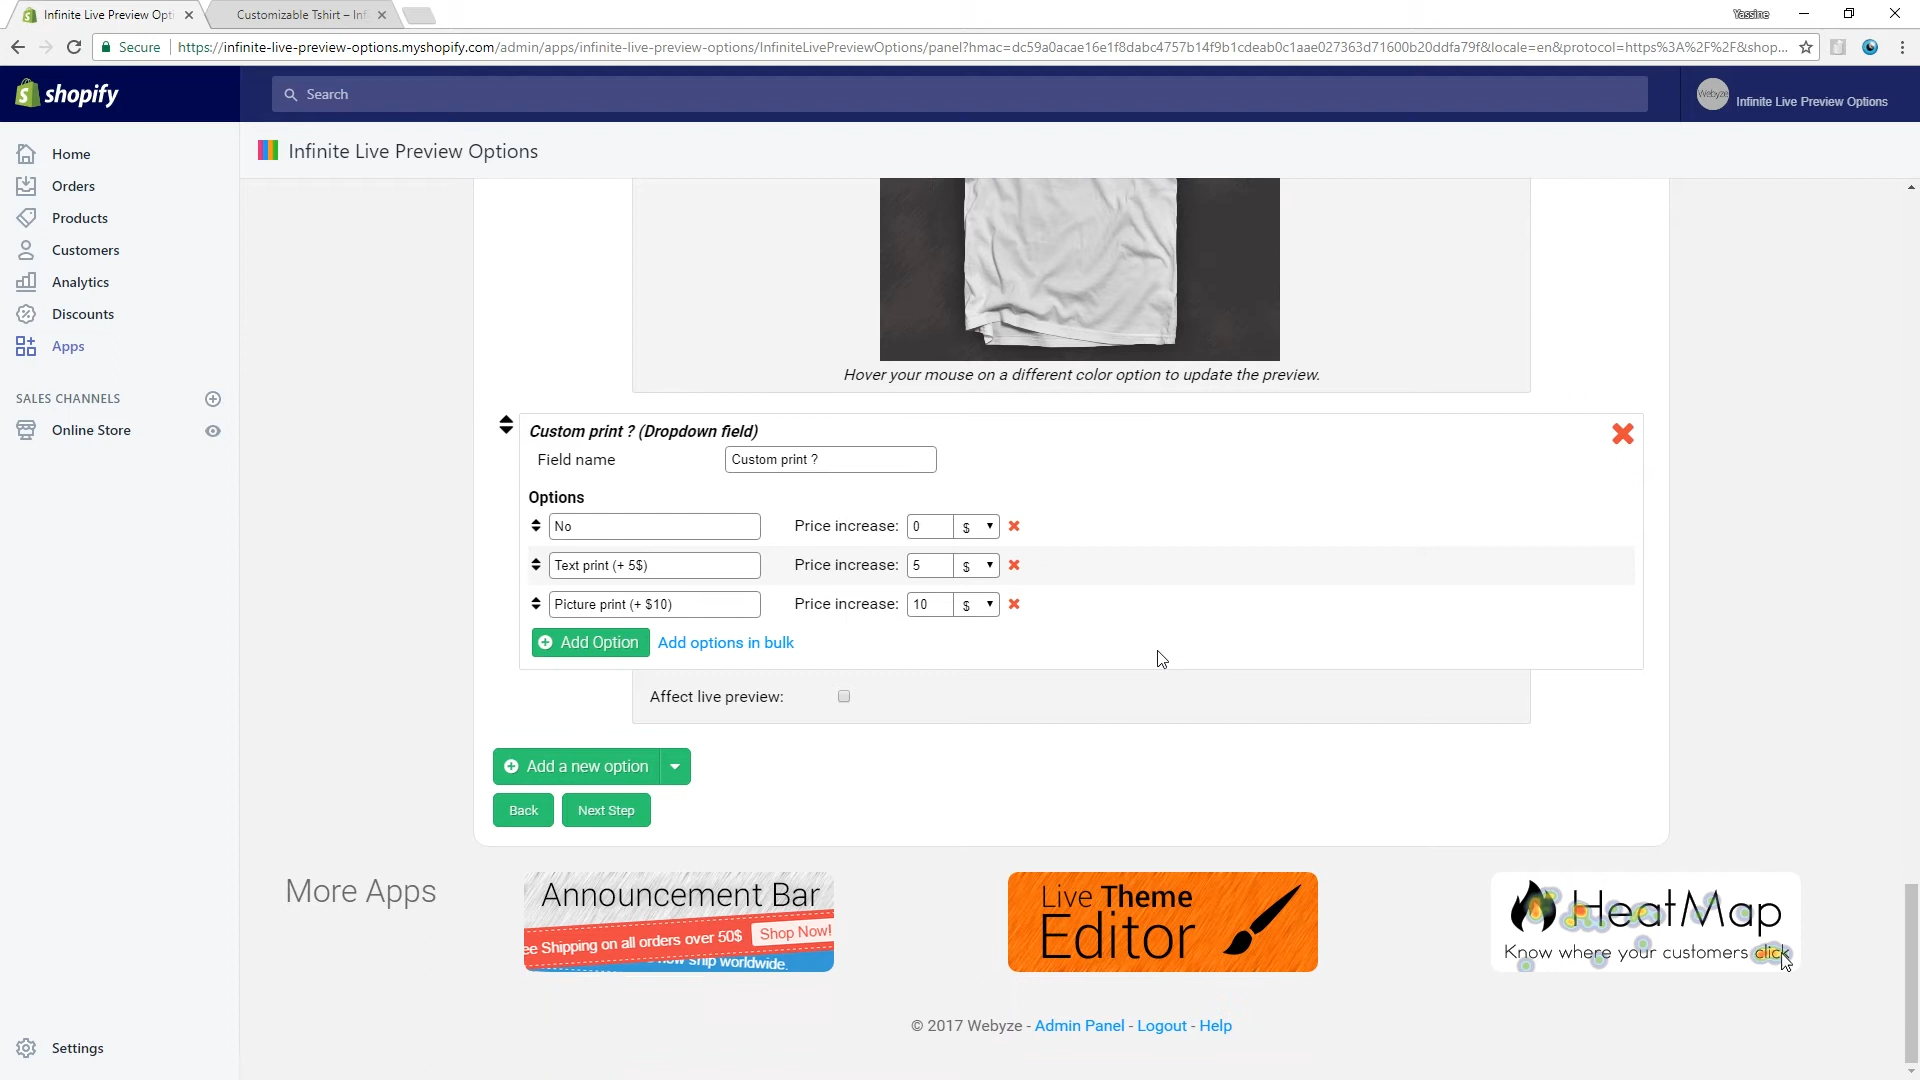 Infinite Live Preview Opti
Customizable Tshirt – Inf
Yassine
Secure
https://infinite-live-preview-options.myshopify.com/admin/apps/infinite-live-preview-options/InfiniteLivePreviewOptions/panel?hmac=dc59a0acae16e1f8dabc4757b14f9b1cdeab0c1aae027363d71600b20ddfa79f&locale=en&protocol=https%3A%2F%2F&shop...
shopify
Search
Webyze
Infinite Live Preview Options
Infinite Live Preview Options
Home
Orders
Products
Customers
Analytics
Discounts
Apps
SALES CHANNELS
Online Store
Settings
Hover your mouse on a different color option to update the preview.
Custom print ? (Dropdown field)
Field name Custom print ?
Options
No Price increase: 0 $
Text print (+ 5$) Price increase: 5 $
Picture print (+ $10) Price increase: 10 $
Add Option Add options in bulk
Affect live preview:
Add a new option
Back Next Step
More Apps
Announcement Bar
ee Shipping on all orders over 50$ Shop Now!
ship worldwide.
Live Theme
Editor
HeatMap
Know where your customers click
© 2017 Webyze - Admin Panel - Logout - Help